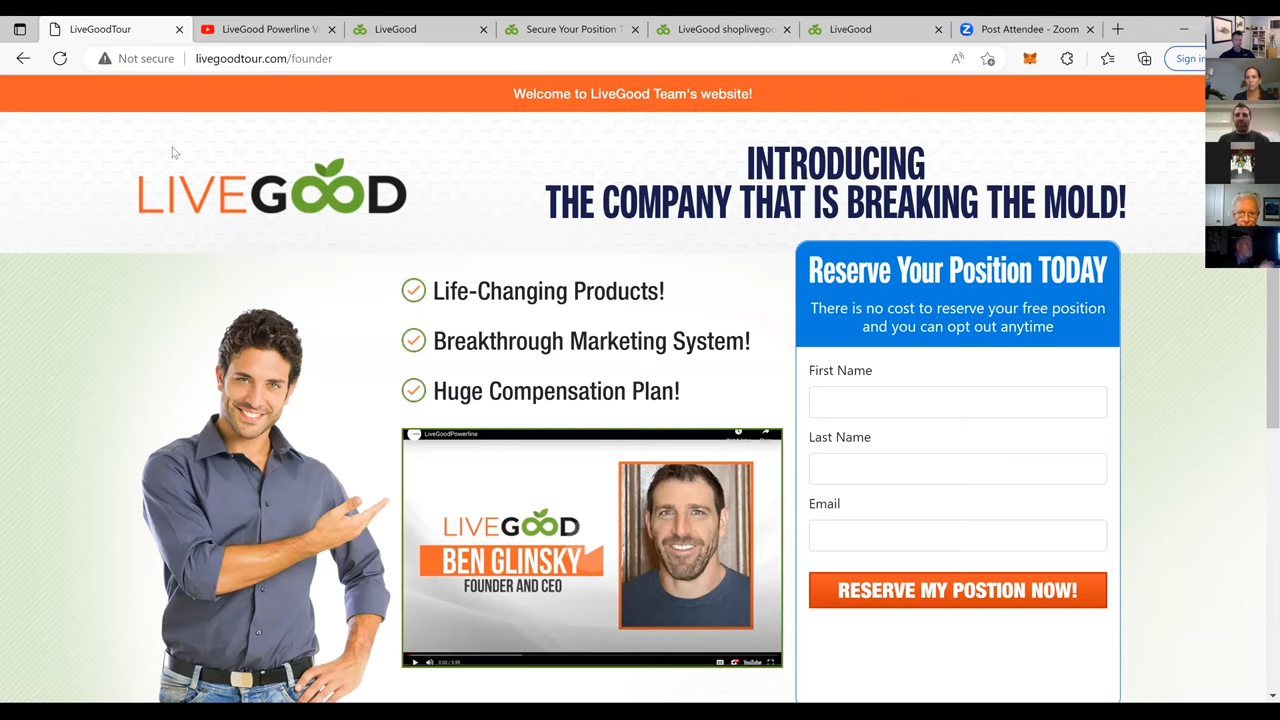 LiveGoodTour
LiveGood Powerline V
LiveGood
Secure Your Position T
LiveGood shoplivegoo
LiveGood
Post Attendee - Zoom
Not secure
livegoodtour.com/founder
Sign in
Welcome to LiveGood Team's website!
LIVEGOOD
INTRODUCING
THE COMPANY THAT IS BREAKING THE MOLD!
Life-Changing Products!
Breakthrough Marketing System!
Huge Compensation Plan!
LiveGoodPowerline
LIVEGOOD
BEN GLINSKY
FOUNDER AND CEO
YouTube
Reserve Your Position TODAY
There is no cost to reserve your free position
and you can opt out anytime
First Name
Last Name
Email
RESERVE MY POSTION NOW!